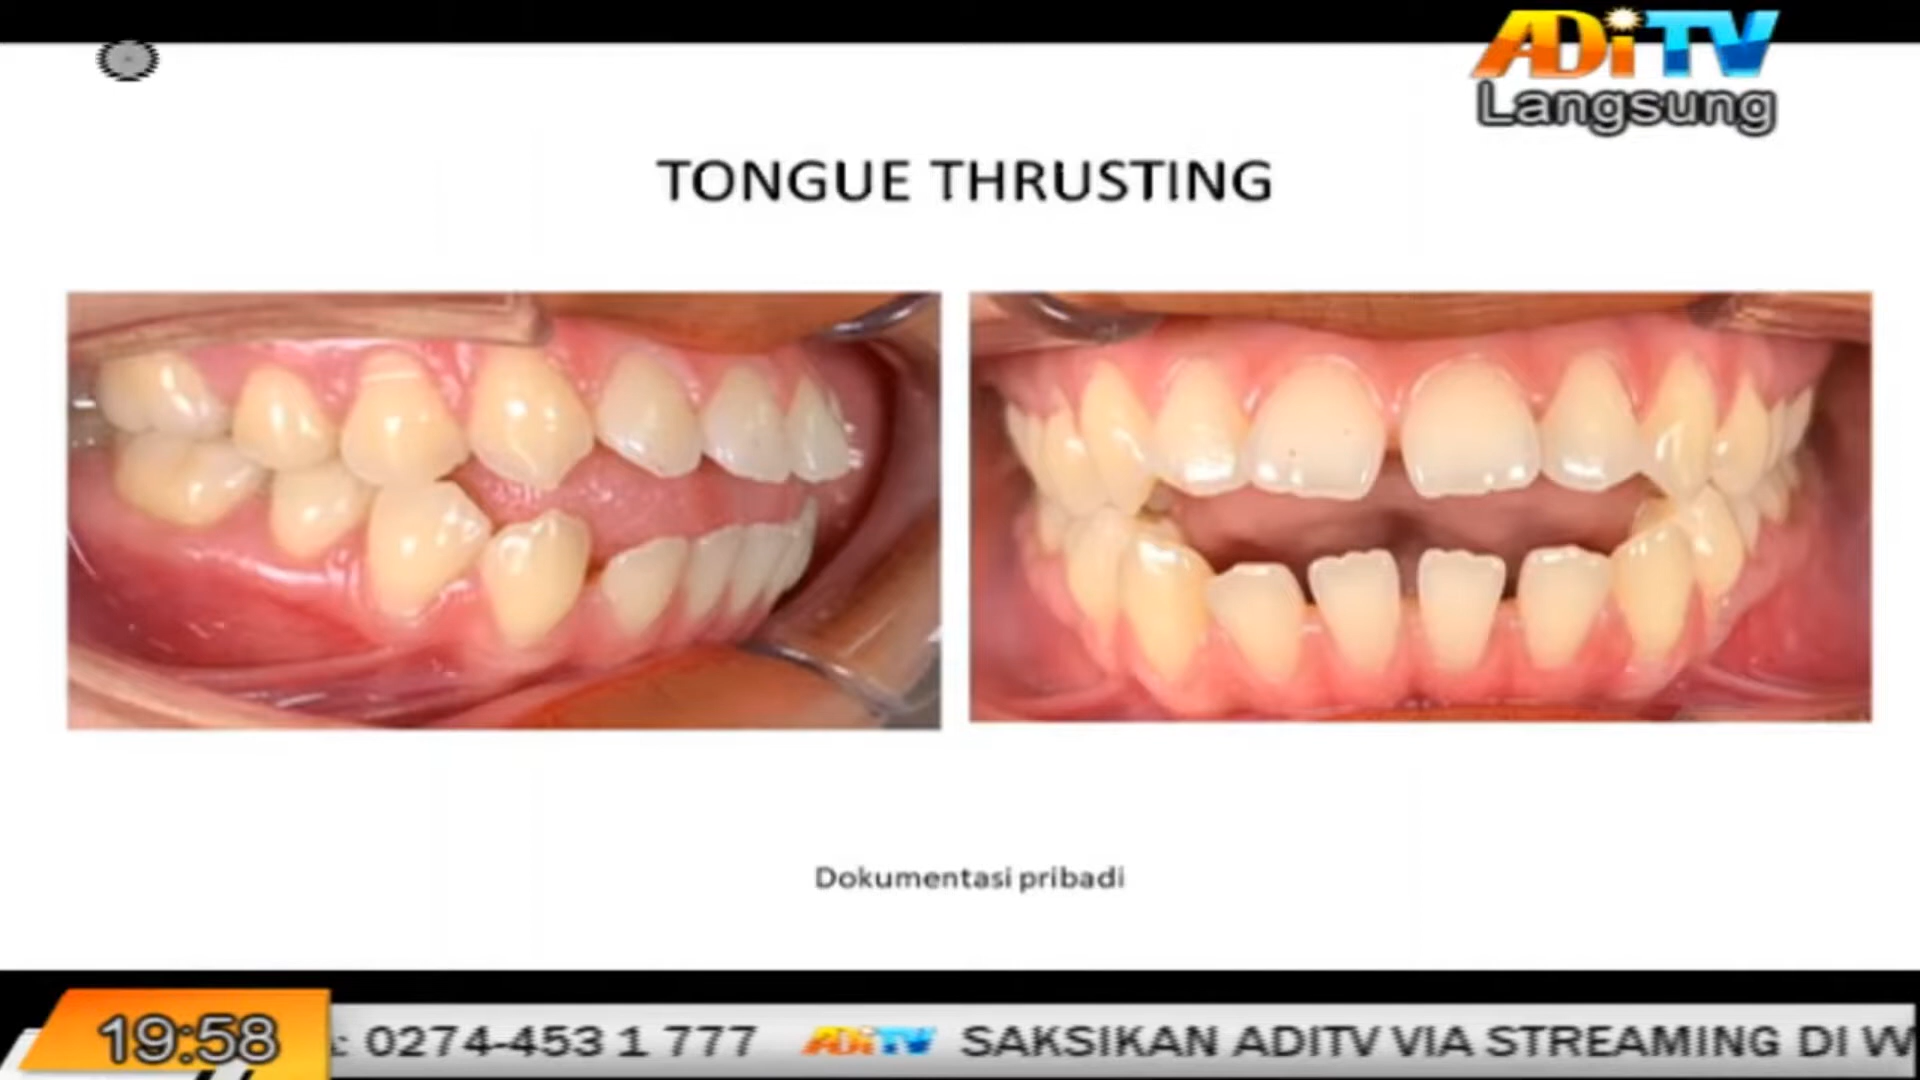 ADiTV
Langsung
TONGUE THRUSTING
Dokumentasi pribadi
19:58
: 0274-453 1 777 ADiTV SAKSIKAN ADITV VIA STREAMING DI W